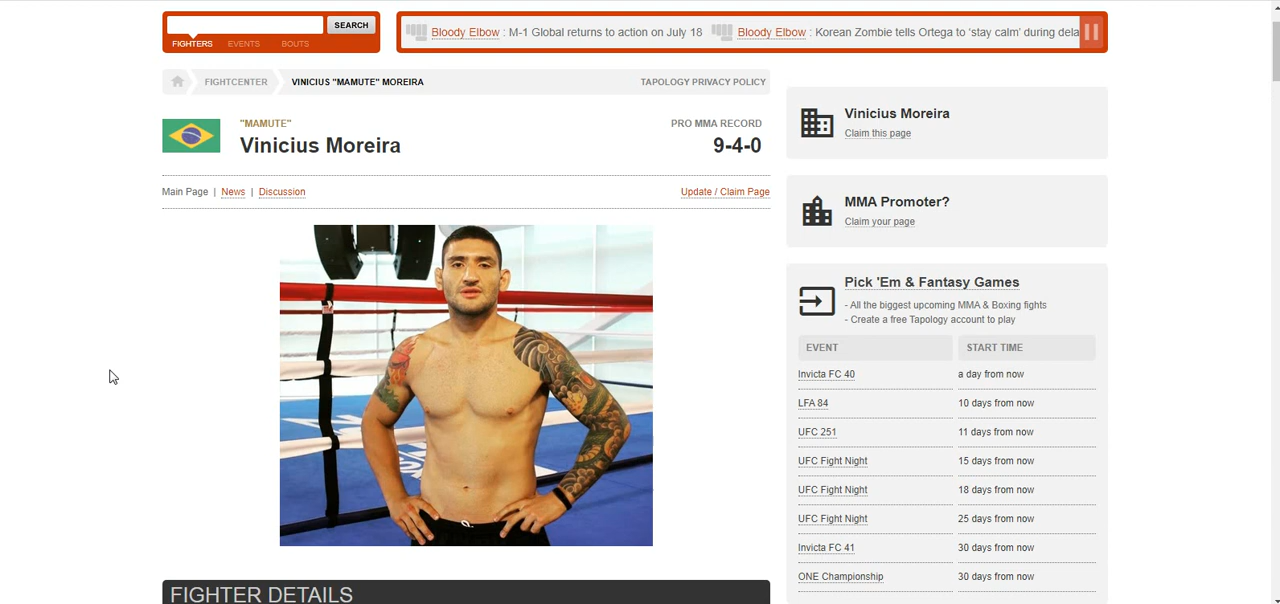 SEARCH
FIGHTERS EVENTS BOUTS
Bloody Elbow : M-1 Global returns to action on July 18 Bloody Elbow : Korean Zombie tells Ortega to 'stay calm' during dela
FIGHTCENTER VINICIUS "MAMUTE" MOREIRA TAPOLOGY PRIVACY POLICY
"MAMUTE" PRO MMA RECORD
Vinicius Moreira 9-4-0
Main Page | News | Discussion Update / Claim Page
FIGHTER DETAILS
Vinicius Moreira
Claim this page
MMA Promoter?
Claim your page
Pick 'Em & Fantasy Games
- All the biggest upcoming MMA & Boxing fights
- Create a free Tapology account to play
EVENT START TIME
Invicta FC 40 a day from now
LFA 84 10 days from now
UFC 251 11 days from now
UFC Fight Night 15 days from now
UFC Fight Night 18 days from now
UFC Fight Night 25 days from now
Invicta FC 41 30 days from now
ONE Championship 30 days from now